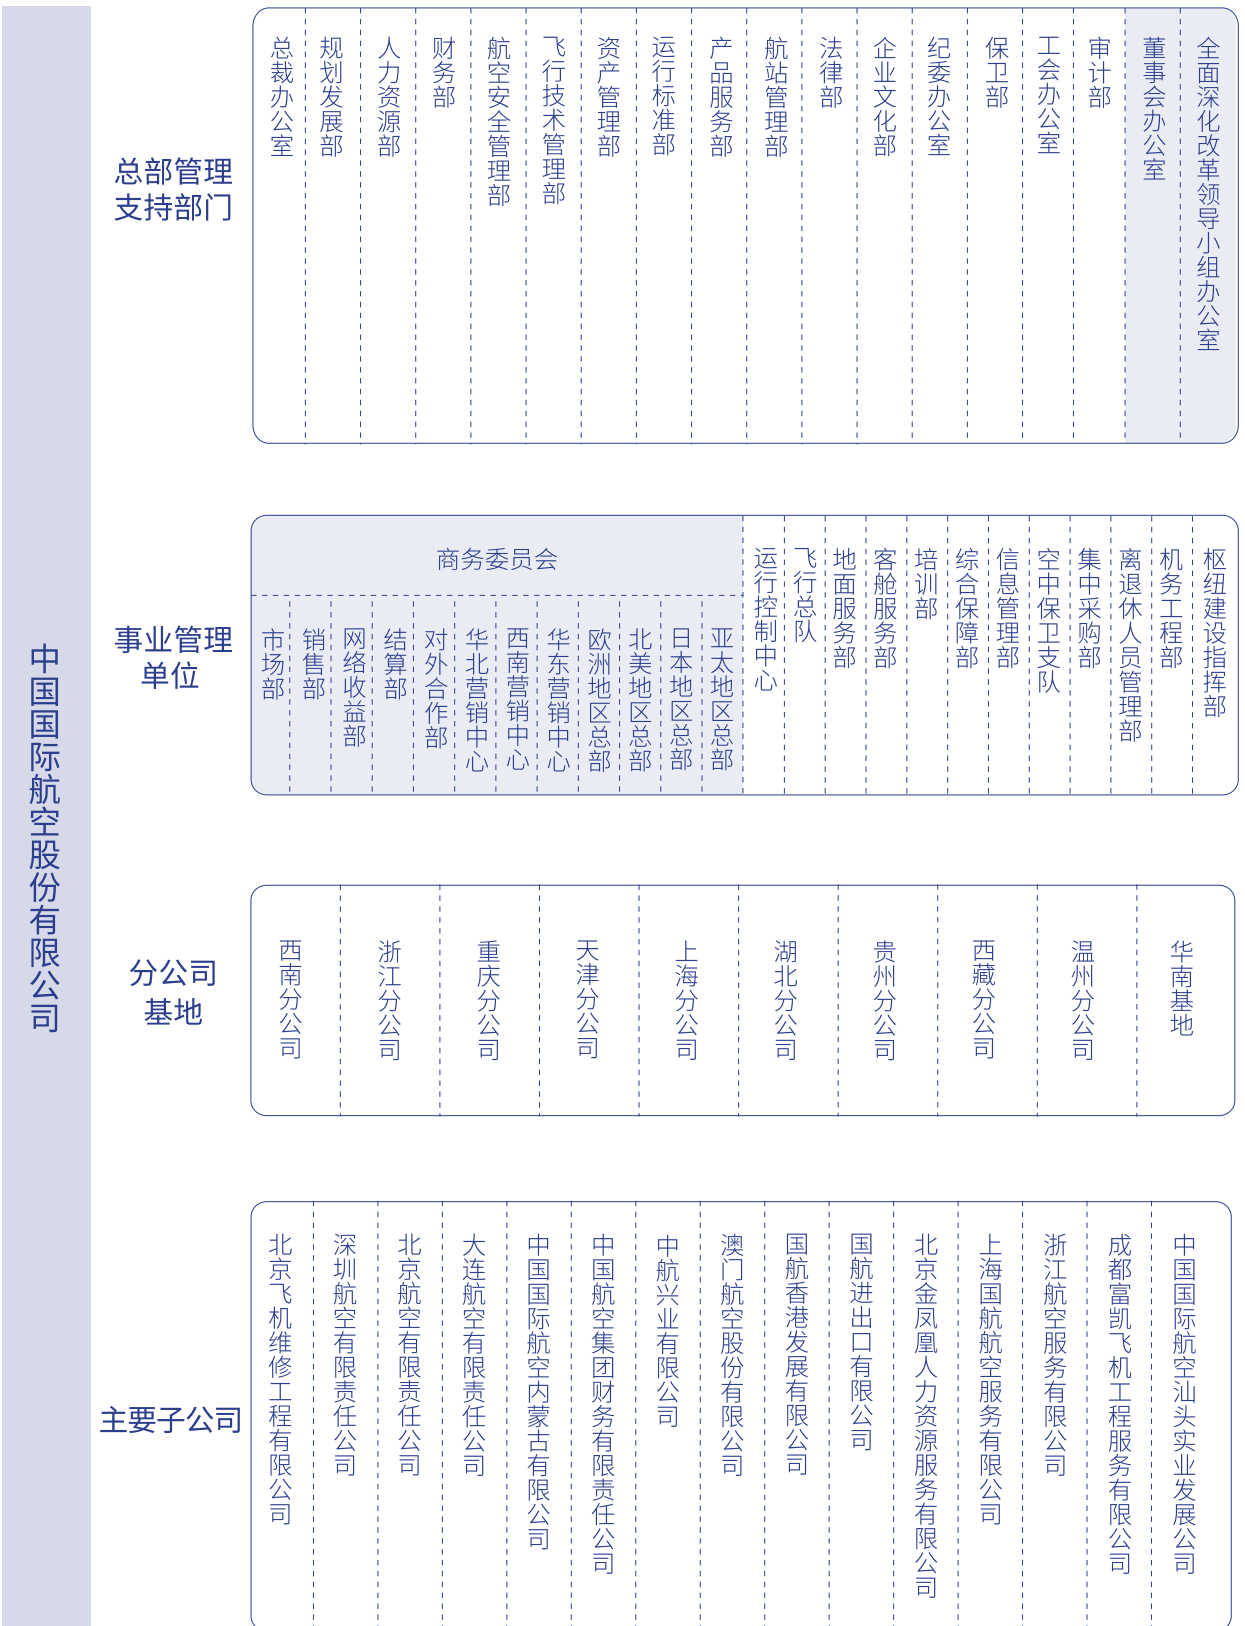 中国国际航空股份有限公司
总部管理
支持部门
总裁办公室
规划发展部
人力资源部
财务部
航空安全管理部
飞行技术管理部
资产管理部
运行标准部
产品服务部
航站管理部
法律部
企业文化部
纪委办公室
保卫部
工会办公室
审计部
董事会办公室
全面深化改革领导小组办公室
事业管理
单位
商务委员会
市场部
销售部
网络收益部
结算部
对外合作部
华北营销中心
西南营销中心
华东营销中心
欧洲地区总部
北美地区总部
日本地区总部
亚太地区总部
运行控制中心
飞行总队
地面服务部
客舱服务部
培训部
综合保障部
信息管理部
空中保卫支队
集中采购部
离退休人员管理部
机务工程部
枢纽建设指挥部
分公司
基地
西南分公司
浙江分公司
重庆分公司
天津分公司
上海分公司
湖北分公司
贵州分公司
西藏分公司
温州分公司
华南基地
主要子公司
北京飞机维修工程有限公司
深圳航空有限责任公司
北京航空有限责任公司
大连航空有限责任公司
中国国际航空内蒙古有限公司
中国航空集团财务有限责任公司
中航兴业有限公司
澳门航空股份有限公司
国航香港发展有限公司
国航进出口有限公司
北京金凤凰人力资源服务有限公司
上海国航航空服务有限公司
浙江航空服务有限公司
成都富凯飞机工程服务有限公司
中国国际航空汕头实业发展公司